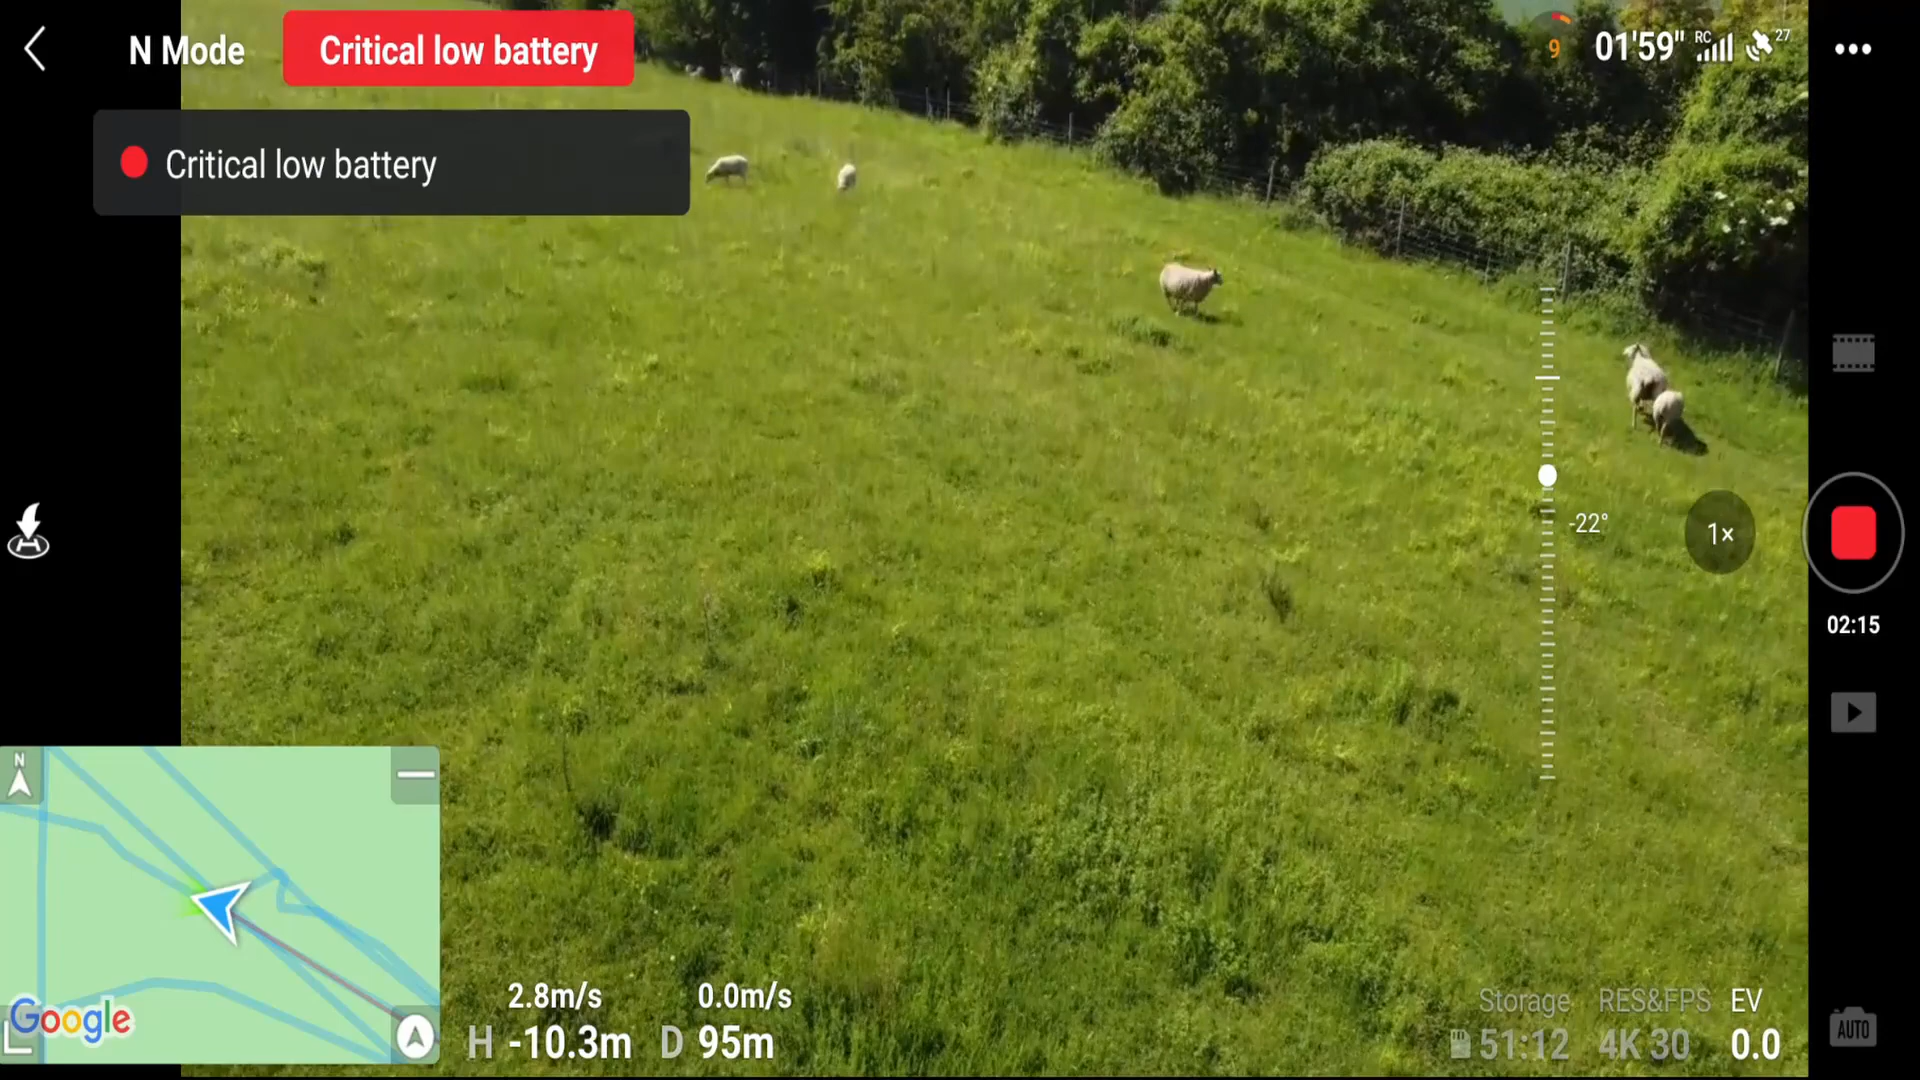 N Mode
Critical low battery
9
01'59"
RC
27
Critical low battery
-22°
1×
02:15
N
Google
2.8m/s
0.0m/s
H -10.3m
D 95m
Storage
RES&FPS
EV
51:12
4K 30
0.0
AUTO